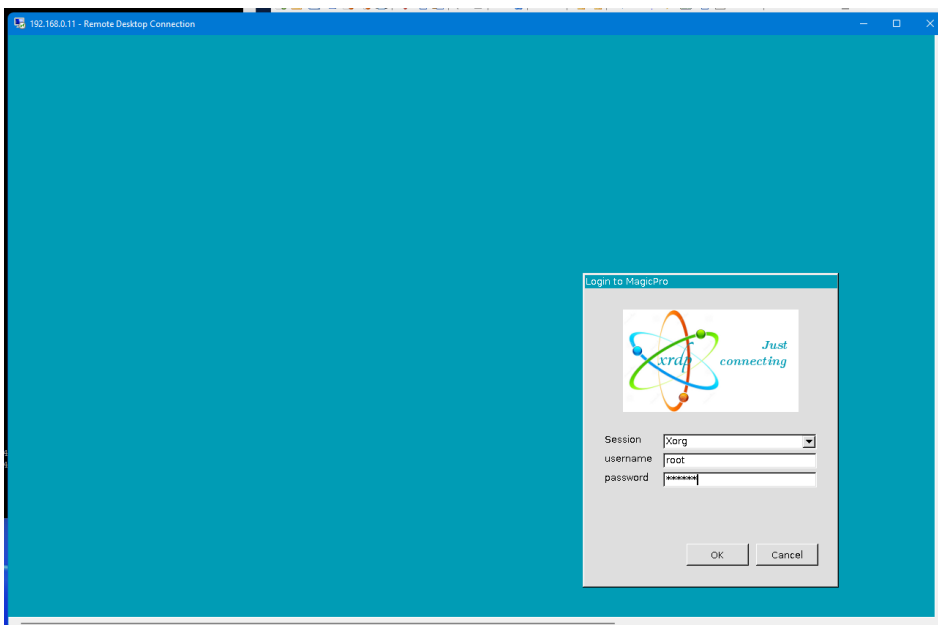 192.168.0.11 - Remote Desktop Connection
Login to MagicPro
xrdp
Just
connecting
Session
Xorg
username
root
password
*******
OK
Cancel